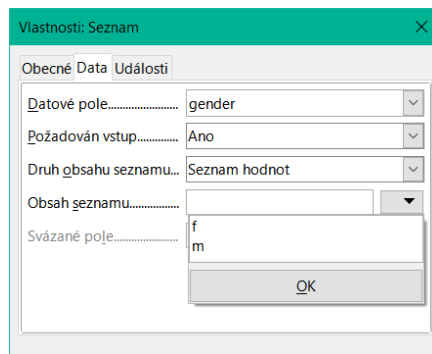 Vlastnosti: Seznam
Obecné Data Události
Datové pole........................ gender
Požadován vstup................ Ano
Druh obsahu seznamu... Seznam hodnot
Obsah seznamu.................
f
m
Svázané pole.....................
OK